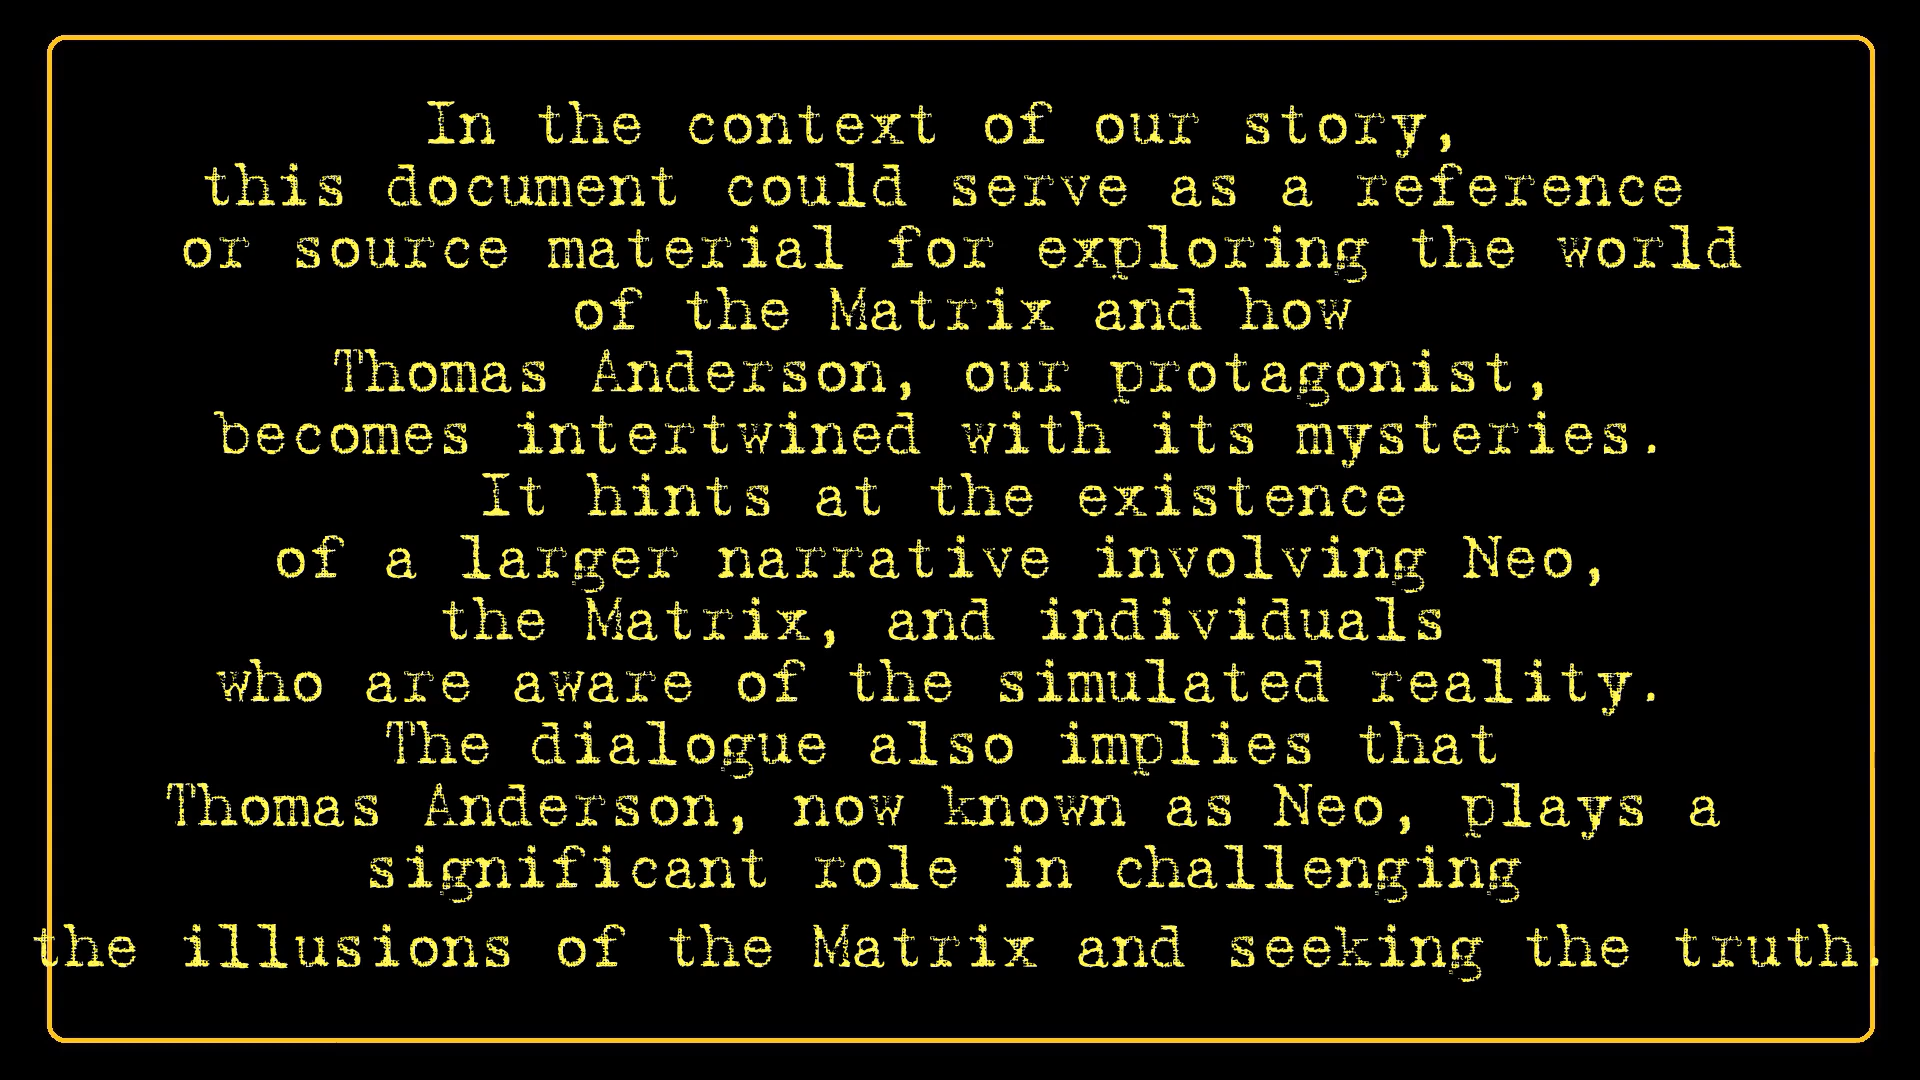 In the context of our story,
this document could serve as a reference
or source material for exploring the world
of the Matrix and how
Thomas Anderson, our protagonist,
becomes intertwined with its mysteries.
It hints at the existence
of a larger narrative involving Neo,
the Matrix, and individuals
who are aware of the simulated reality.
The dialogue also implies that
Thomas Anderson, now known as Neo, plays a
significant role in challenging
the illusions of the Matrix and seeking the truth.